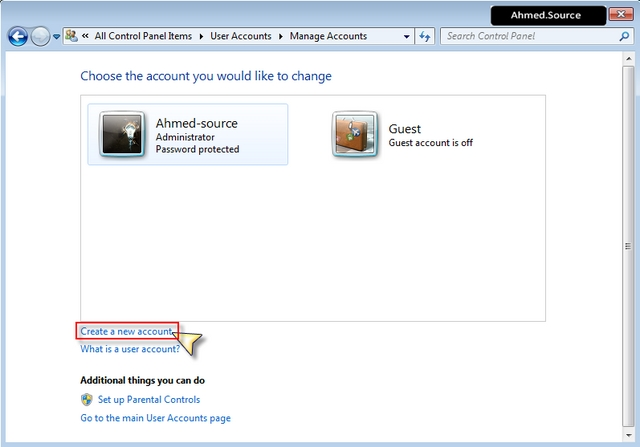 Ahmed.Source
« All Control Panel Items ▸ User Accounts ▸ Manage Accounts
Search Control Panel
Choose the account you would like to change
Ahmed-source
Administrator
Password protected
Guest
Guest account is off
Create a new account
What is a user account?
Additional things you can do
Set up Parental Controls
Go to the main User Accounts page